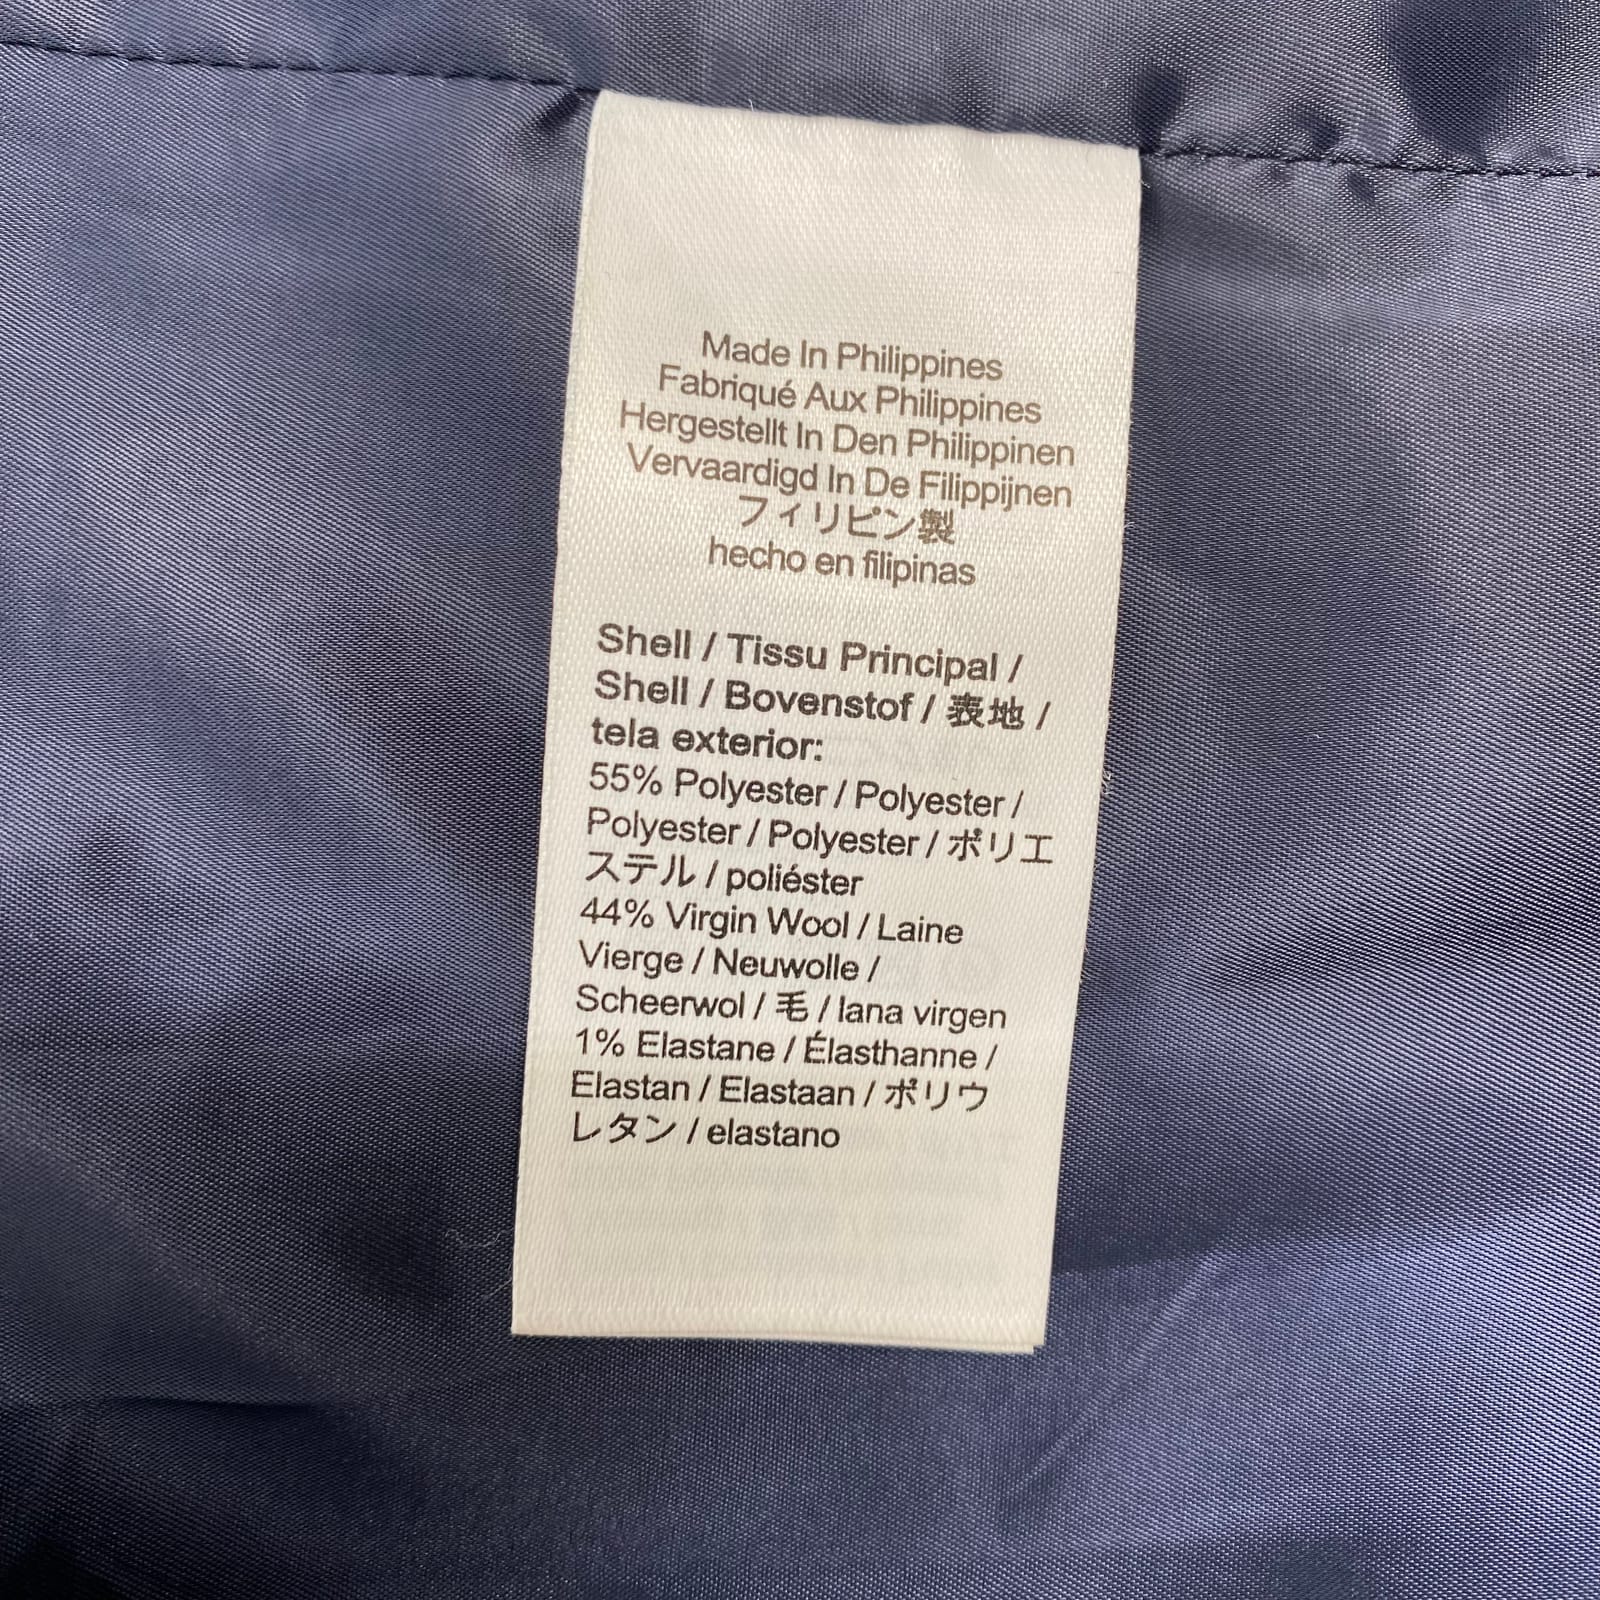 Made In Philippines
Fabriqué Aux Philippines
Hergestellt In Den Philippinen
Vervaardigd In De Filippijnen
フィリピン製
hecho en filipinas
Shell / Tissu Principal /
Shell / Bovenstof / 表地 /
tela exterior:
55% Polyester / Polyester /
Polyester / Polyester / ポリエ
ステル / poliéster
44% Virgin Wool / Laine
Vierge / Neuwolle /
Scheerwol / 毛 / lana virgen
1% Elastane / Élasthanne /
Elastan / Elastaan / ポリウ
レタン / elastano